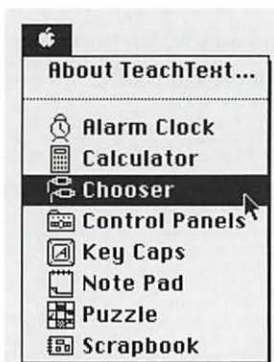 About TeachText...
Alarm Clock
Calculator
Chooser
Control Panels
Key Caps
Note Pad
Puzzle
Scrapbook